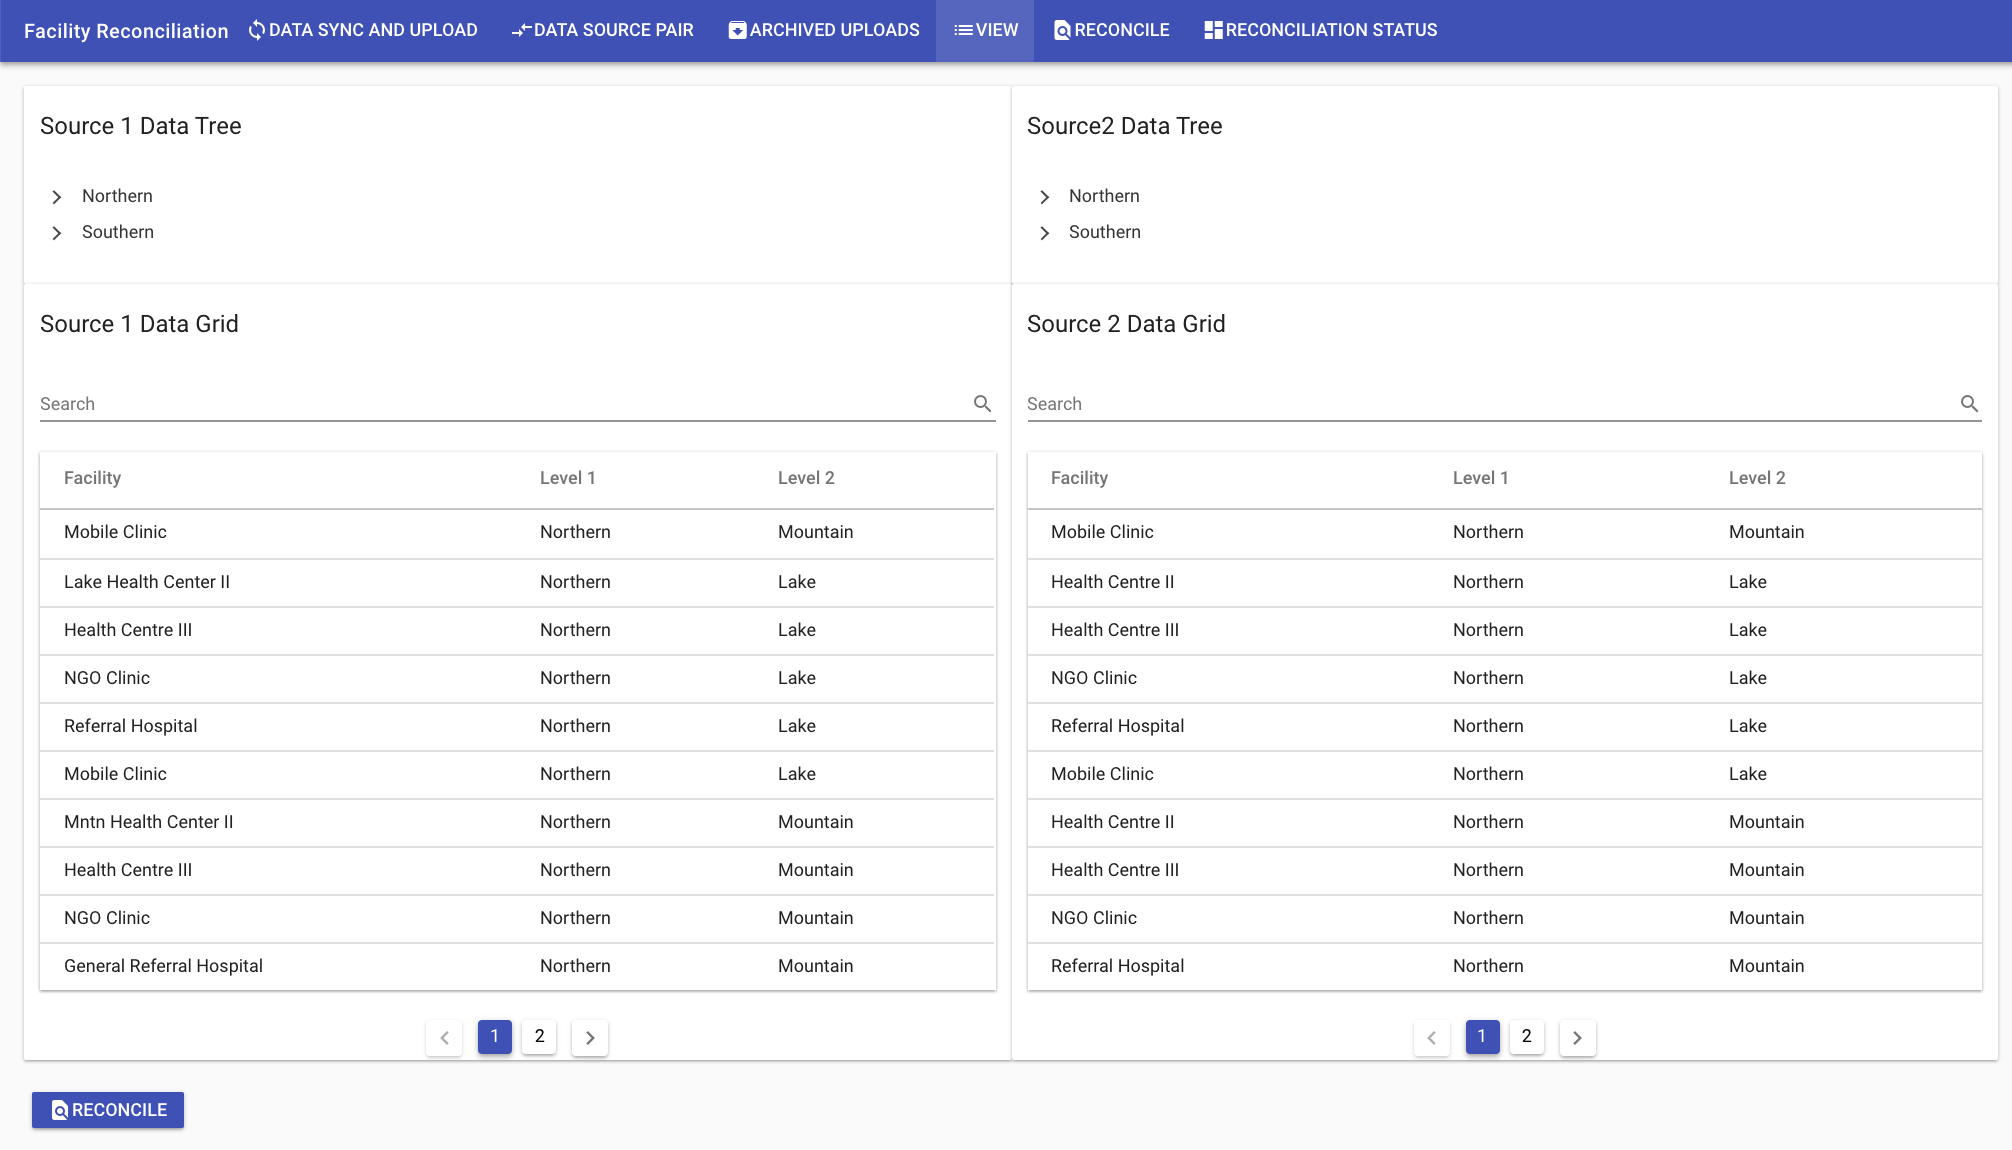 Facility Reconciliation DATA SYNC AND UPLOAD DATA SOURCE PAIR ARCHIVED UPLOADS VIEW RECONCILE RECONCILIATION STATUS
Source 1 Data Tree
Northern
Southern
Source2 Data Tree
Northern
Southern
Source 1 Data Grid
Search
Facility Level 1 Level 2
Mobile Clinic Northern Mountain
Lake Health Center II Northern Lake
Health Centre III Northern Lake
NGO Clinic Northern Lake
Referral Hospital Northern Lake
Mobile Clinic Northern Lake
Mntn Health Center II Northern Mountain
Health Centre III Northern Mountain
NGO Clinic Northern Mountain
General Referral Hospital Northern Mountain
1 2
Source 2 Data Grid
Search
Facility Level 1 Level 2
Mobile Clinic Northern Mountain
Health Centre II Northern Lake
Health Centre III Northern Lake
NGO Clinic Northern Lake
Referral Hospital Northern Lake
Mobile Clinic Northern Lake
Health Centre II Northern Mountain
Health Centre III Northern Mountain
NGO Clinic Northern Mountain
Referral Hospital Northern Mountain
1 2
RECONCILE